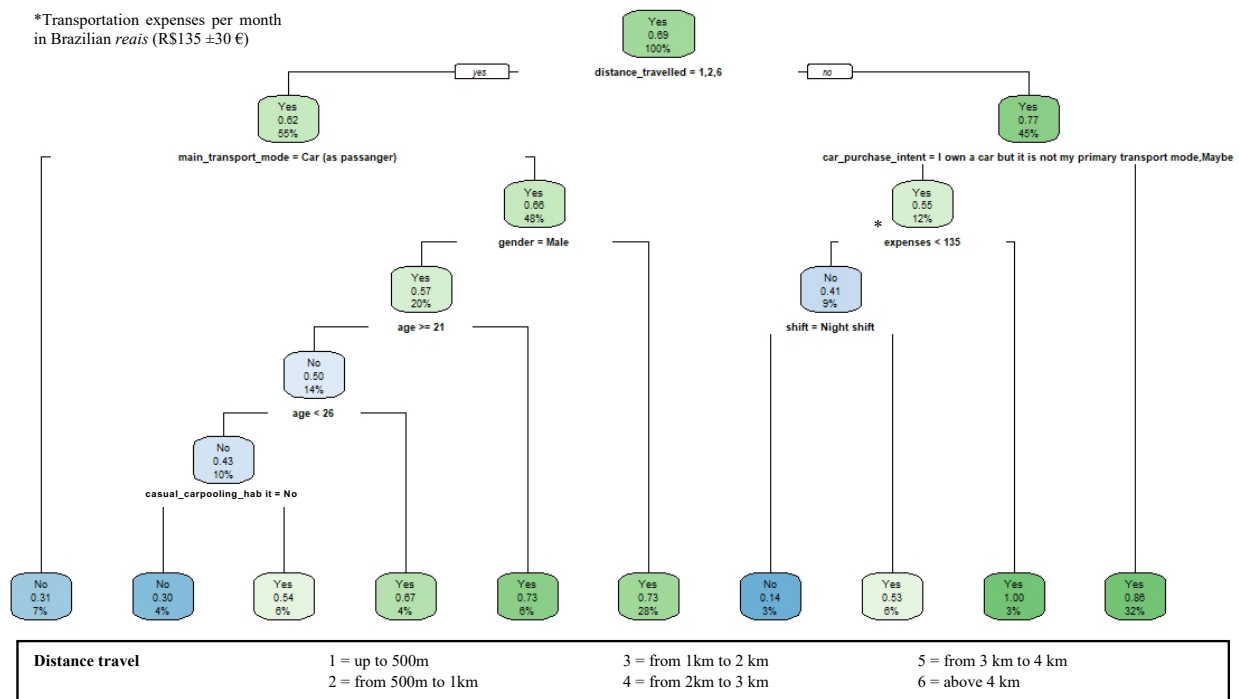 *Transportation expenses per month
in Brazilian reais (R$135 ±30 €)
Yes
0.69
100%
yes
distance_travelled = 1,2,6
no
Yes
0.62
55%
Yes
0.77
45%
main_transport_mode = Car (as passanger)
car_purchase_intent = I own a car but it is not my primary transport mode,Maybe
Yes
0.66
48%
Yes
0.55
12%
*
gender = Male
expenses < 135
Yes
0.57
20%
No
0.41
9%
age >= 21
shift = Night shift
No
0.50
14%
age < 26
No
0.43
10%
casual_carpooling_hab it = No
No
0.31
7%
No
0.30
4%
Yes
0.54
6%
Yes
0.67
4%
Yes
0.73
6%
Yes
0.73
28%
No
0.14
3%
Yes
0.53
6%
Yes
1.00
3%
Yes
0.86
32%
Distance travel
1 = up to 500m
2 = from 500m to 1km
3 = from 1km to 2 km
4 = from 2km to 3 km
5 = from 3 km to 4 km
6 = above 4 km